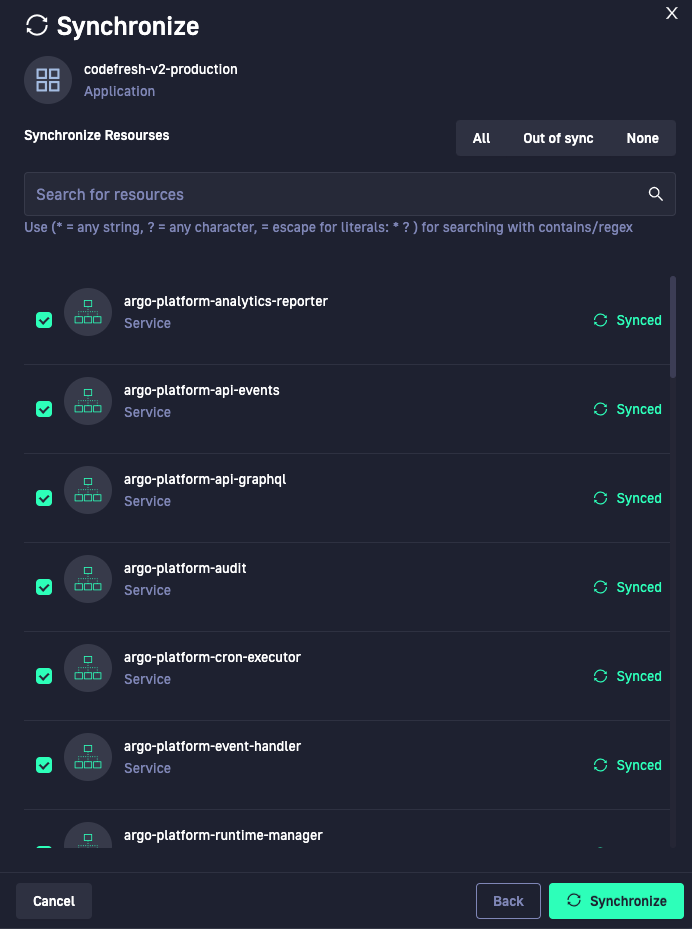 X
Synchronize
codefresh-v2-production
Application
Synchronize Resourses
All Out of sync None
Search for resources
Use (* = any string, ? = any character, = escape for literals: * ? ) for searching with contains/regex
argo-platform-analytics-reporter
Service
Synced
argo-platform-api-events
Service
Synced
argo-platform-api-graphql
Service
Synced
argo-platform-audit
Service
Synced
argo-platform-cron-executor
Service
Synced
argo-platform-event-handler
Service
Synced
argo-platform-runtime-manager
Cancel Back Synchronize